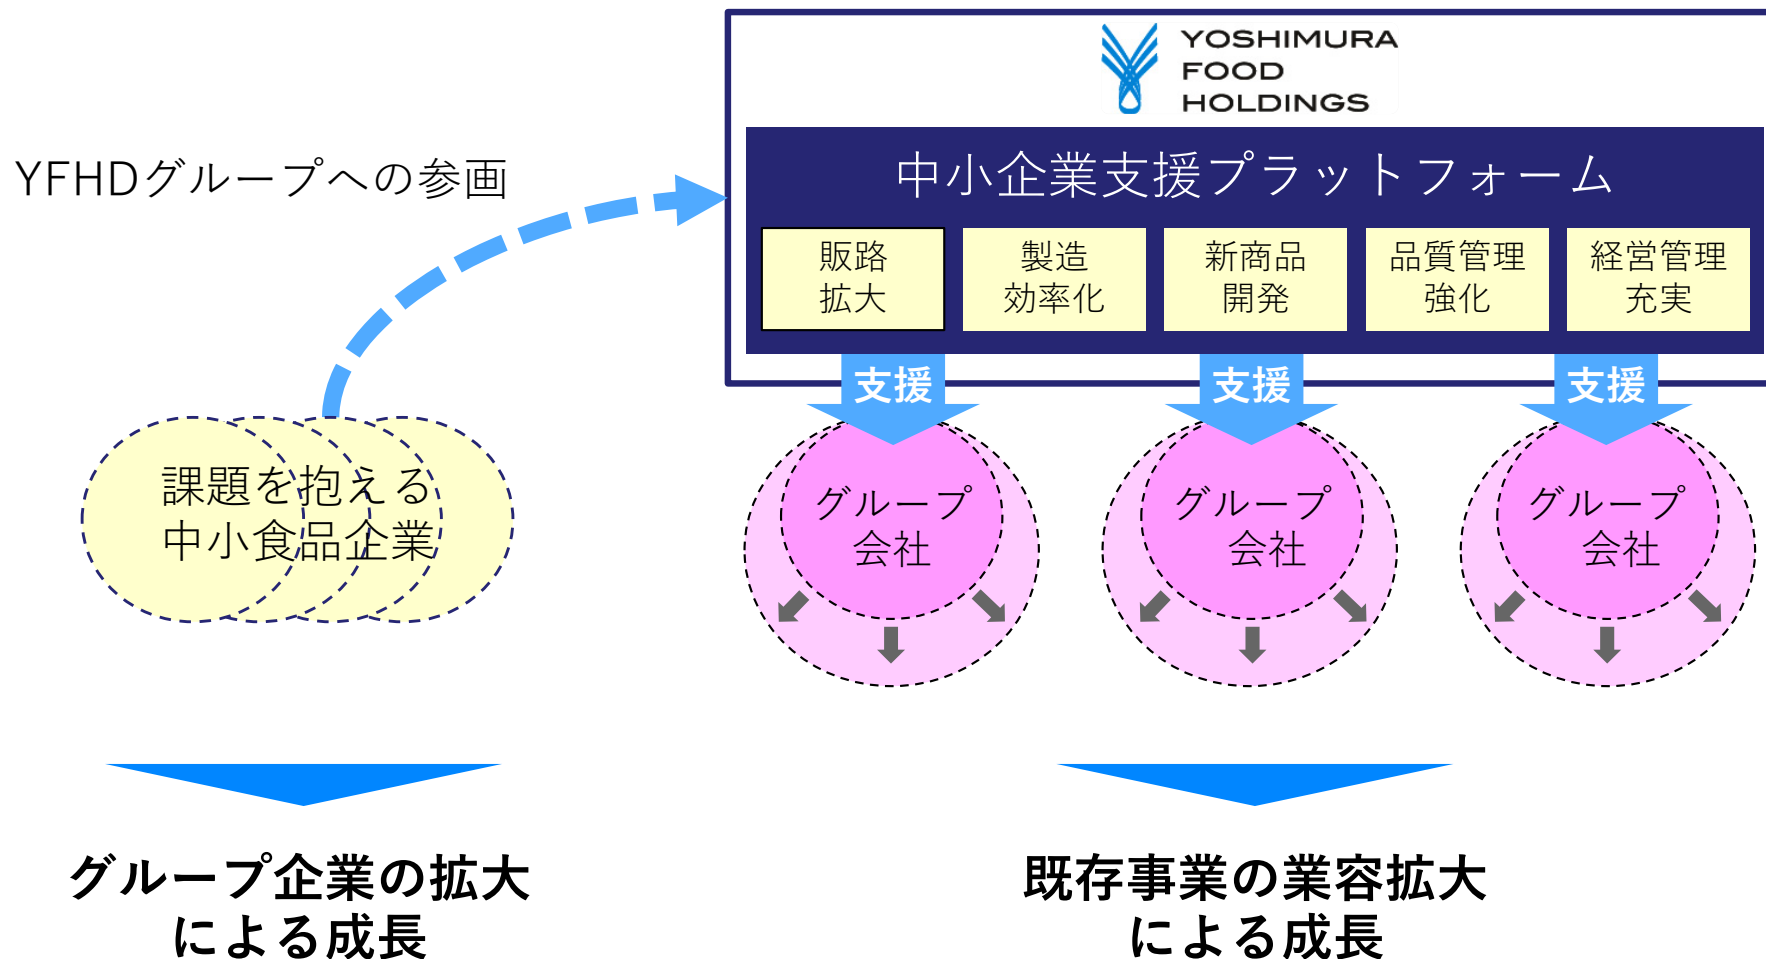 YOSHIMURA
FOOD
HOLDINGS
YFHDグループへの参画
中小企業支援プラットフォーム
販路
拡大
製造
効率化
新商品
開発
品質管理
強化
経営管理
充実
支援
支援
支援
課題を抱える
中小食品企業
グループ
会社
グループ
会社
グループ
会社
グループ企業の拡大
による成長
既存事業の業容拡大
による成長